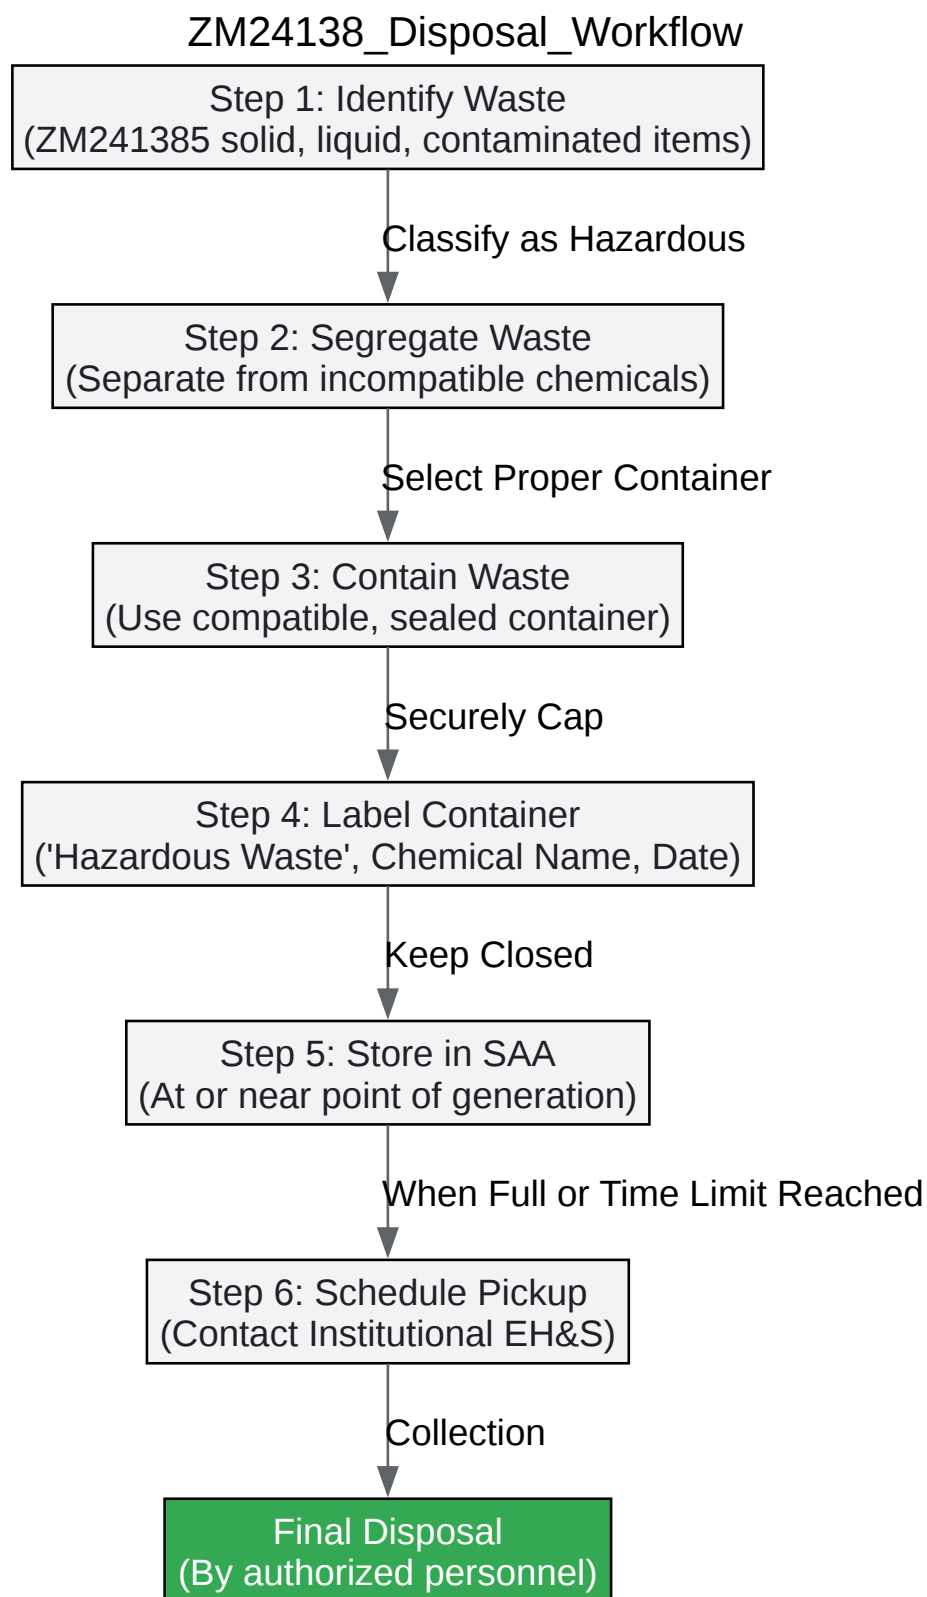 ZM24138_Disposal_Workflow
Step 1: Identify Waste
(ZM241385 solid, liquid, contaminated items)
Classify as Hazardous
Step 2: Segregate Waste
(Separate from incompatible chemicals)
Select Proper Container
Step 3: Contain Waste
(Use compatible, sealed container)
Securely Cap
Step 4: Label Container
('Hazardous Waste', Chemical Name, Date)
Keep Closed
Step 5: Store in SAA
(At or near point of generation)
When Full or Time Limit Reached
Step 6: Schedule Pickup
(Contact Institutional EH&S)
Collection
Final Disposal
(By authorized personnel)